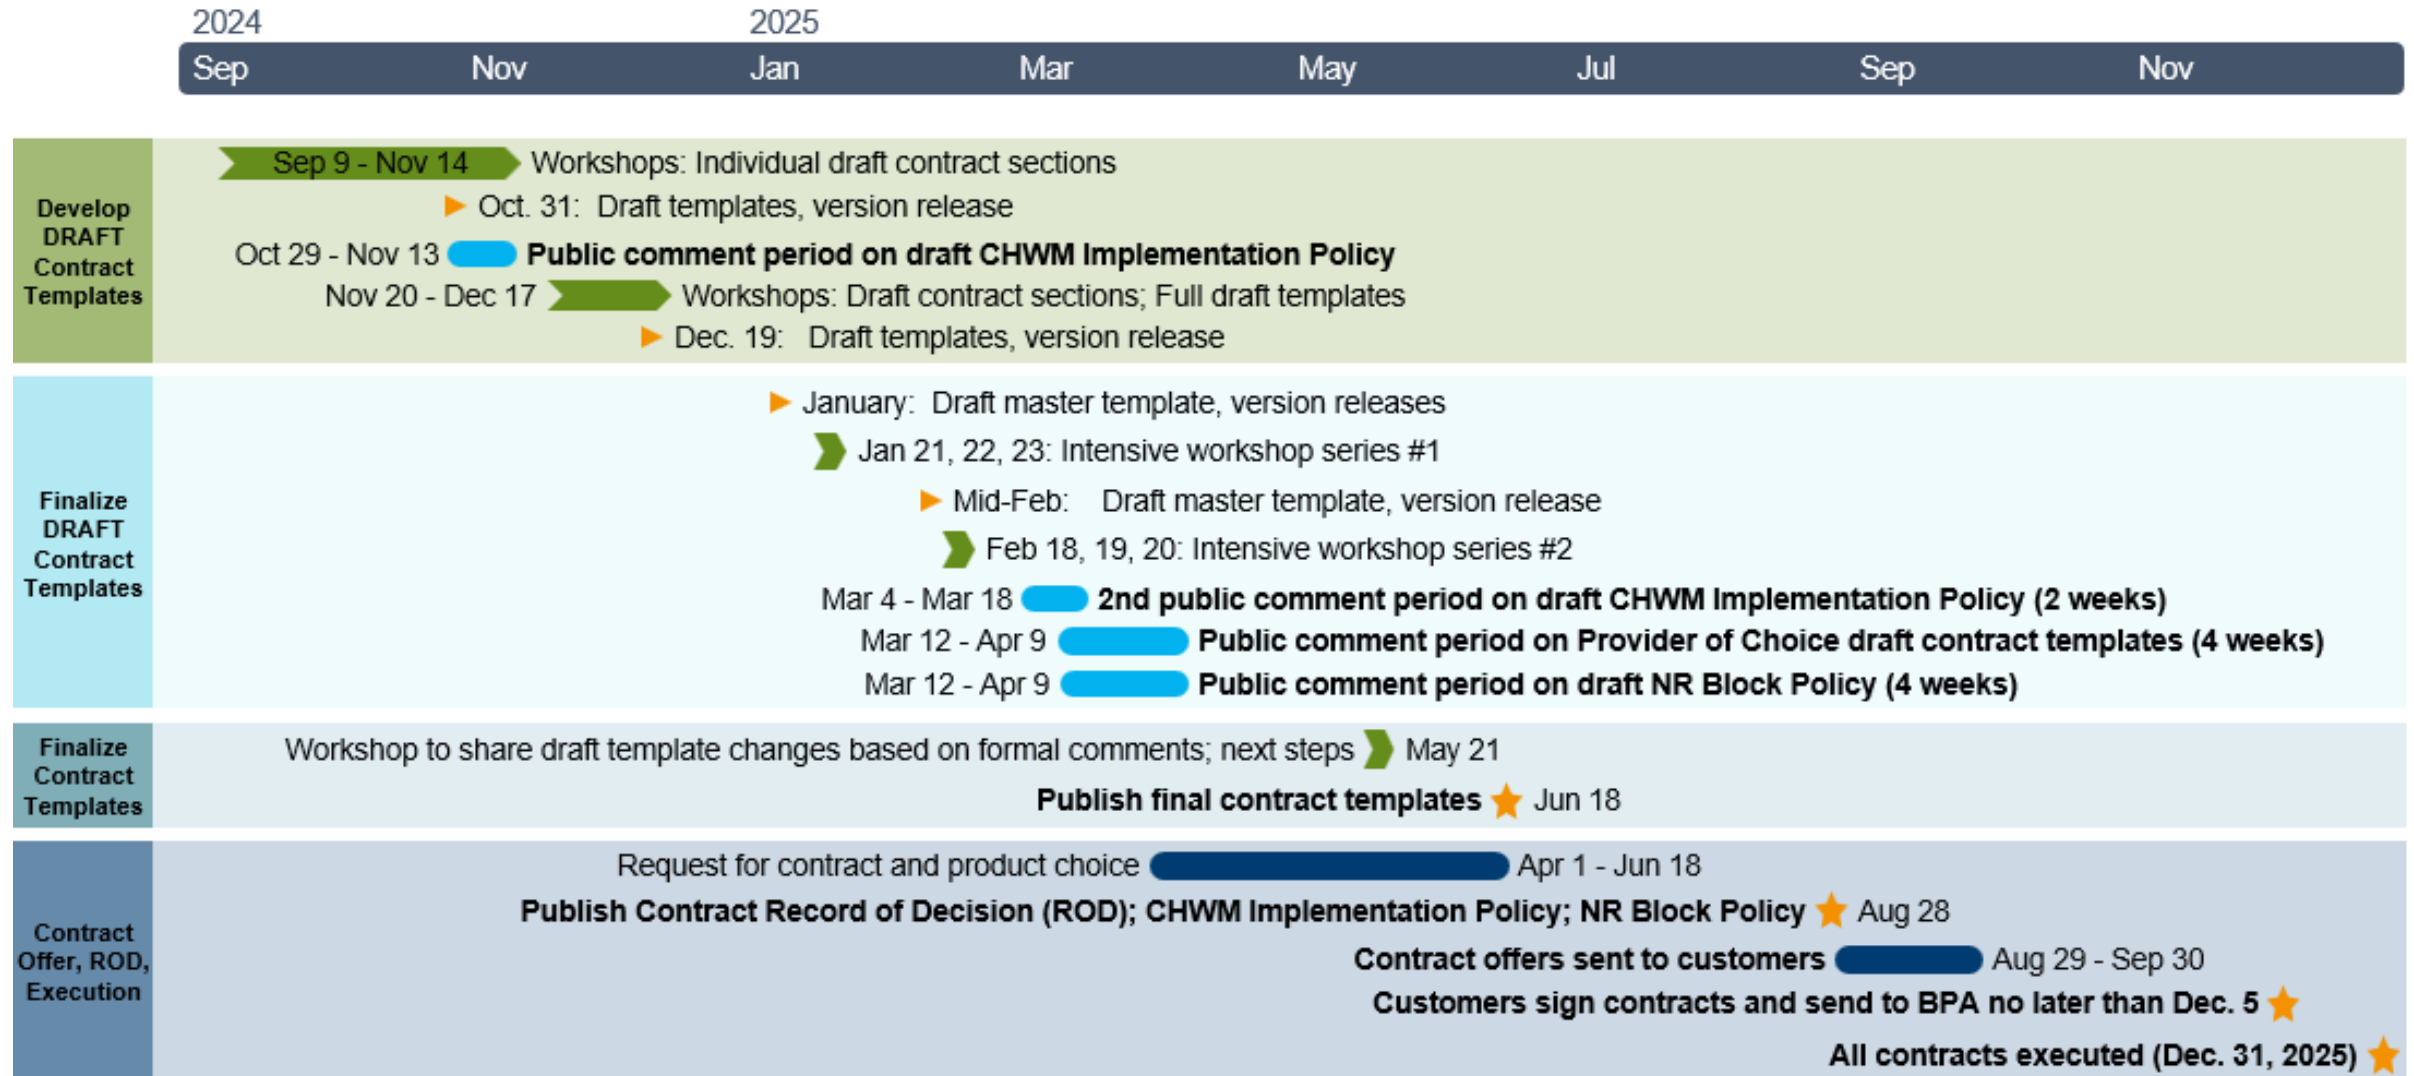 2024 2025
Sep Nov Jan Mar May Jul Sep Nov
Develop
DRAFT
Contract
Templates
Sep 9 - Nov 14 Workshops: Individual draft contract sections
Oct. 31: Draft templates, version release
Oct 29 - Nov 13 Public comment period on draft CHWM Implementation Policy
Nov 20 - Dec 17 Workshops: Draft contract sections; Full draft templates
Dec. 19: Draft templates, version release
Finalize
DRAFT
Contract
Templates
January: Draft master template, version releases
Jan 21, 22, 23: Intensive workshop series #1
Mid-Feb: Draft master template, version release
Feb 18, 19, 20: Intensive workshop series #2
Mar 4 - Mar 18 2nd public comment period on draft CHWM Implementation Policy (2 weeks)
Mar 12 - Apr 9 Public comment period on Provider of Choice draft contract templates (4 weeks)
Mar 12 - Apr 9 Public comment period on draft NR Block Policy (4 weeks)
Finalize
Contract
Templates
Workshop to share draft template changes based on formal comments; next steps May 21
Publish final contract templates Jun 18
Contract
Offer, ROD,
Execution
Request for contract and product choice Apr 1 - Jun 18
Publish Contract Record of Decision (ROD); CHWM Implementation Policy; NR Block Policy Aug 28
Contract offers sent to customers Aug 29 - Sep 30
Customers sign contracts and send to BPA no later than Dec. 5
All contracts executed (Dec. 31, 2025)